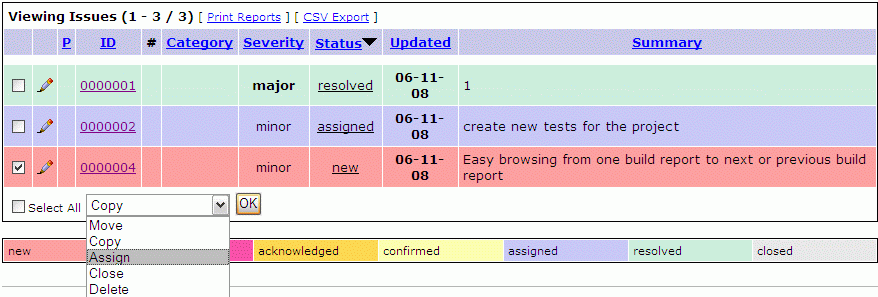 Viewing Issues (1 - 3 / 3) [ Print Reports ] [ CSV Export ]
P ID # Category Severity Status Updated Summary
0000001 major resolved 06-11-08 1
0000002 minor assigned 06-11-08 create new tests for the project
0000004 minor new 06-11-08 Easy browsing from one build report to next or previous build
report
Select All Copy OK
Move
Copy
Assign
Close
Delete
new acknowledged confirmed assigned resolved closed